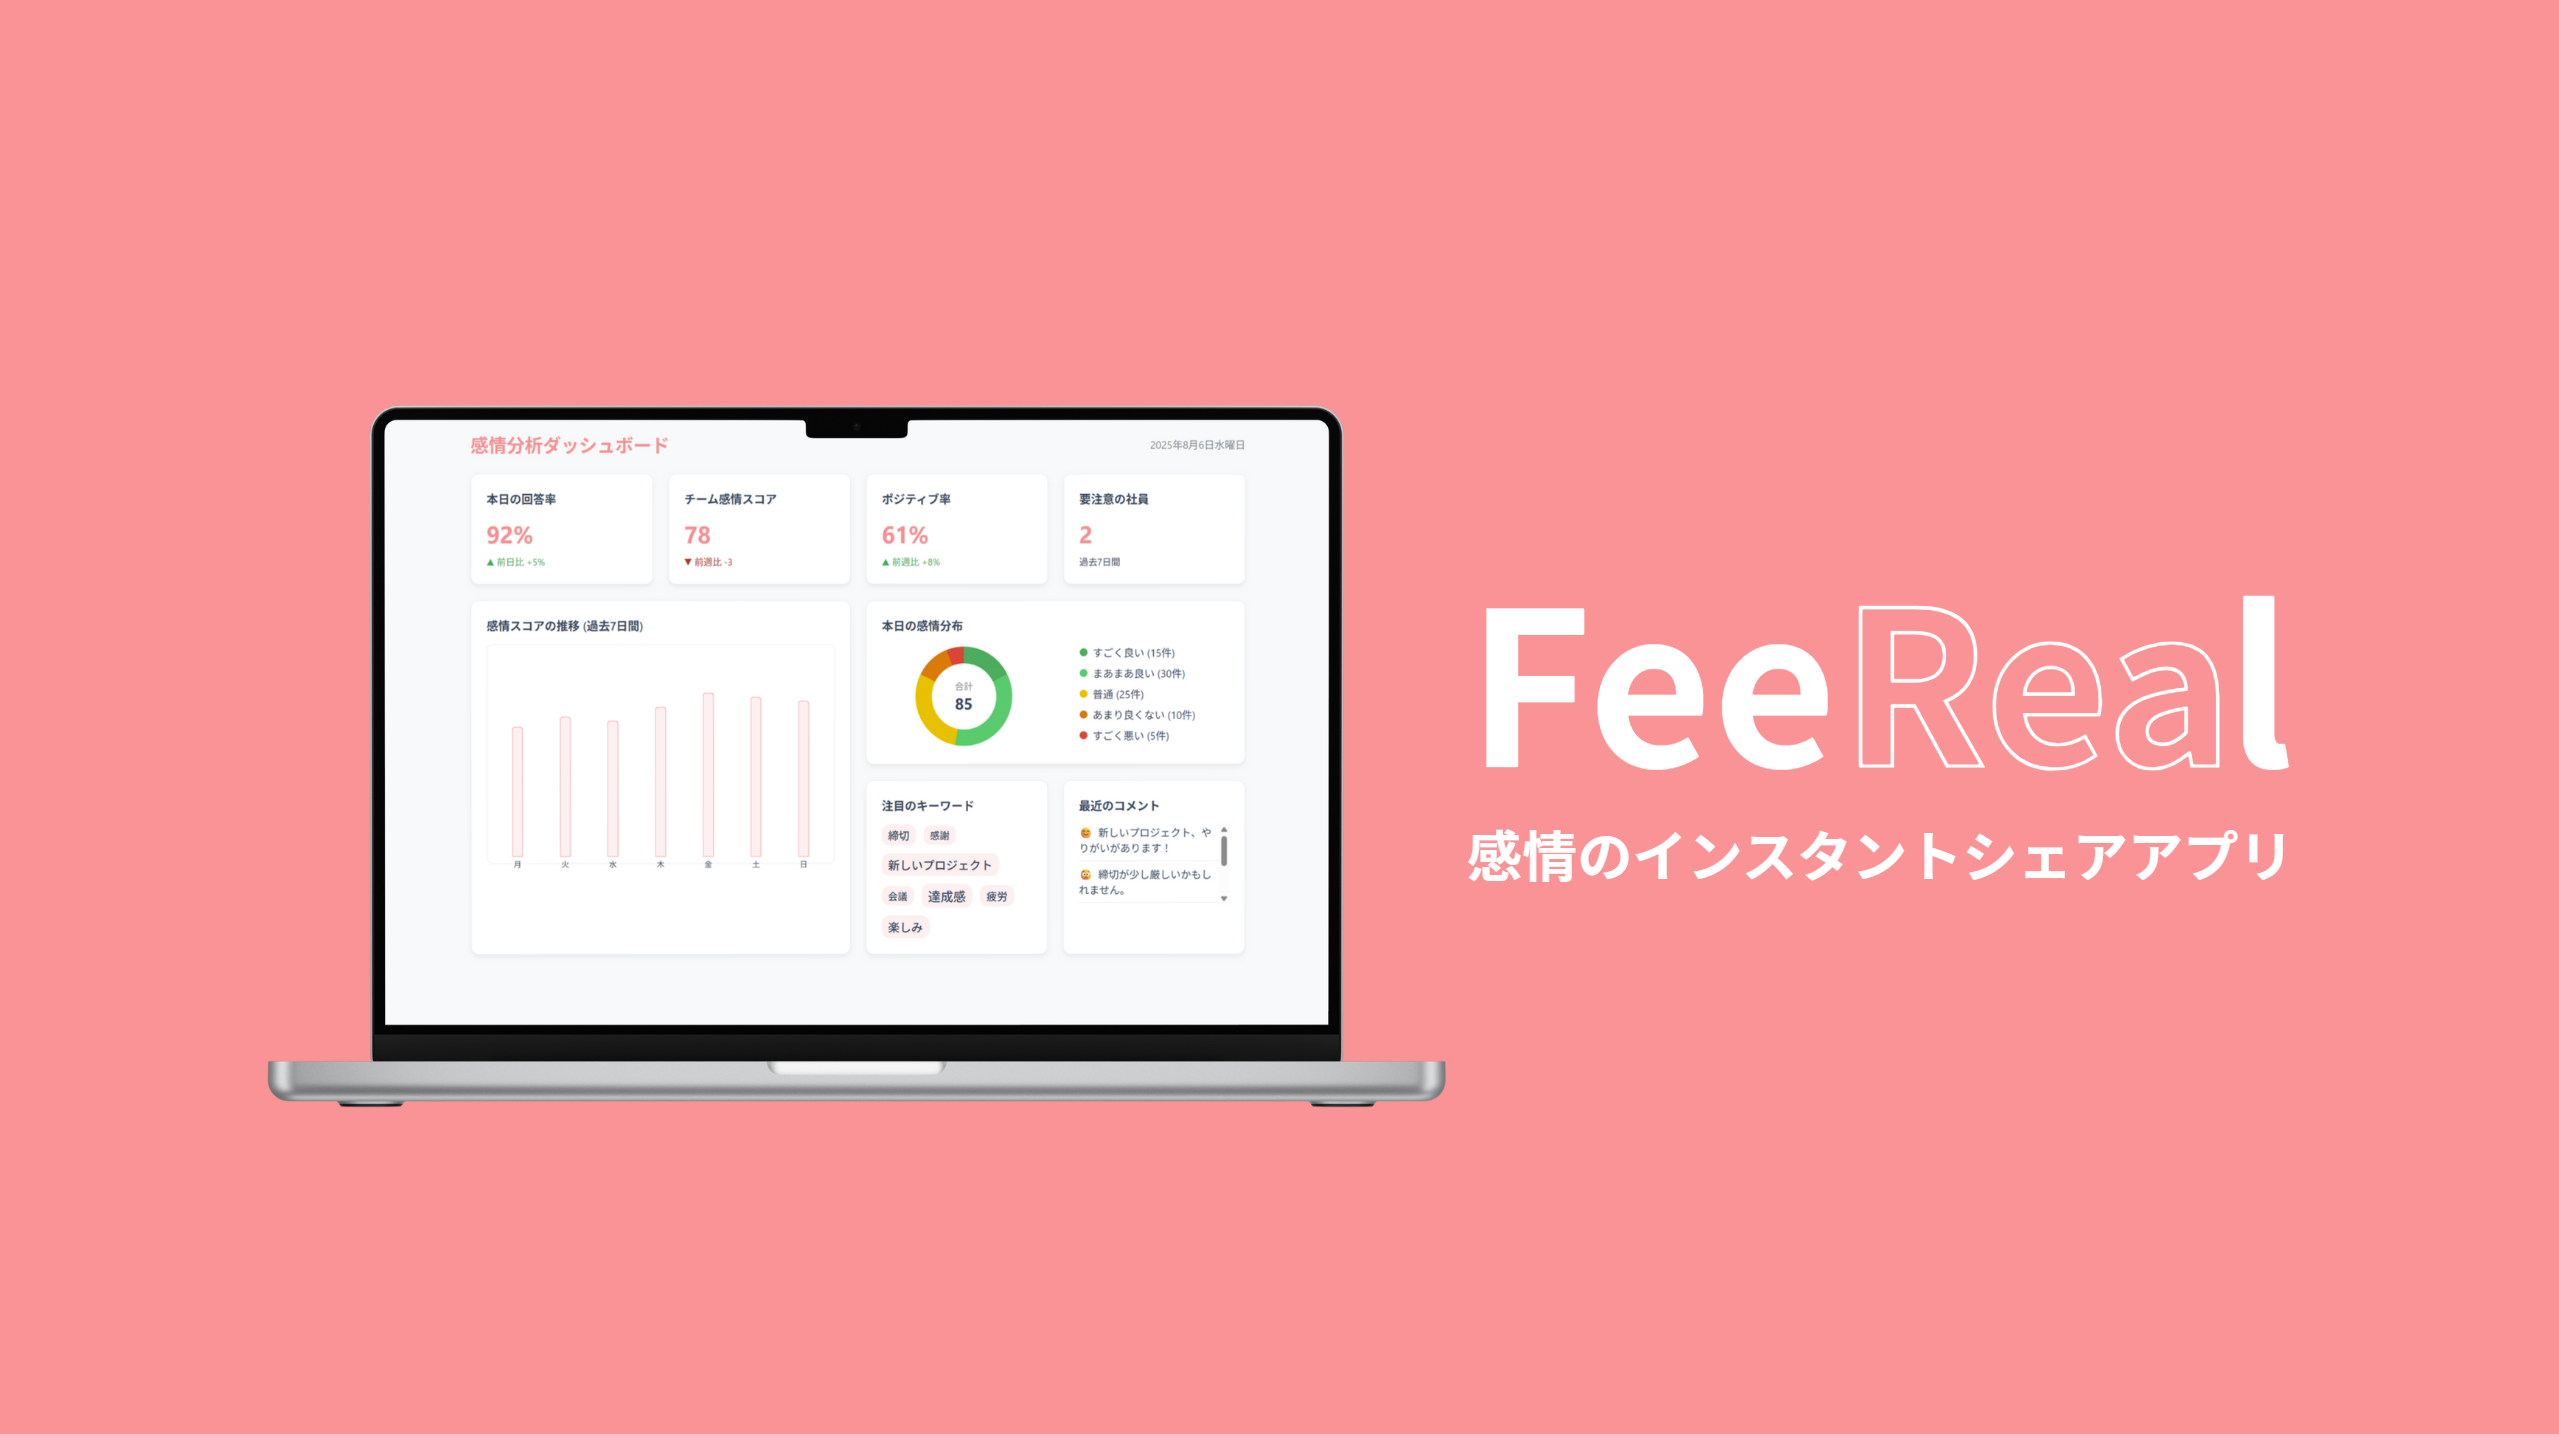 感情分析ダッシュボード
2025年8月6日水曜日
本日の回答率
92%
▲ 前日比 +5%
チーム感情スコア
78
▼ 前週比 -3
ポジティブ率
61%
▲ 前週比 +8%
要注意の社員
2
過去7日間
感情スコアの推移 (過去7日間)
月 火 水 木 金 土 日
本日の感情分布
合計
85
すごく良い (15件)
まあまあ良い (30件)
普通 (25件)
あまり良くない (10件)
すごく悪い (5件)
注目のキーワード
締切 感謝
新しいプロジェクト
会議 達成感 疲労
楽しみ
最近のコメント
新しいプロジェクト、や
りがいがあります！
締切が少し厳しいかもし
れません。
FeeReal
感情のインスタントシェアアプリ